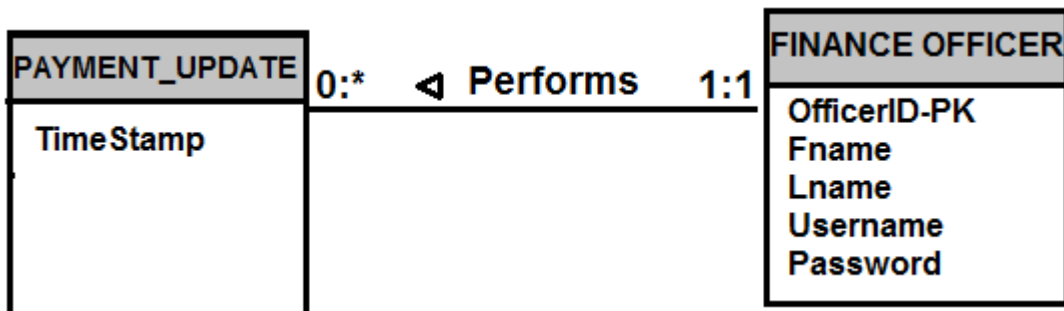 PAYMENT_UPDATE
TimeStamp
0:* Performs 1:1
FINANCE OFFICER
OfficerID-PK
Fname
Lname
Username
Password